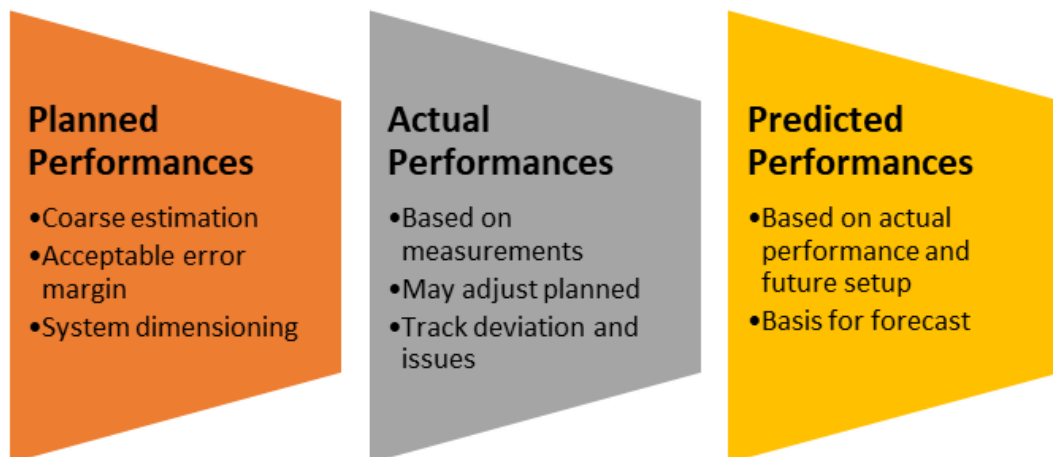 Planned
Performances
•Coarse estimation
•Acceptable error
margin
•System dimensioning
Actual
Performances
•Based on
measurements
•May adjust planned
•Track deviation and
issues
Predicted
Performances
•Based on actual
performance and
future setup
•Basis for forecast